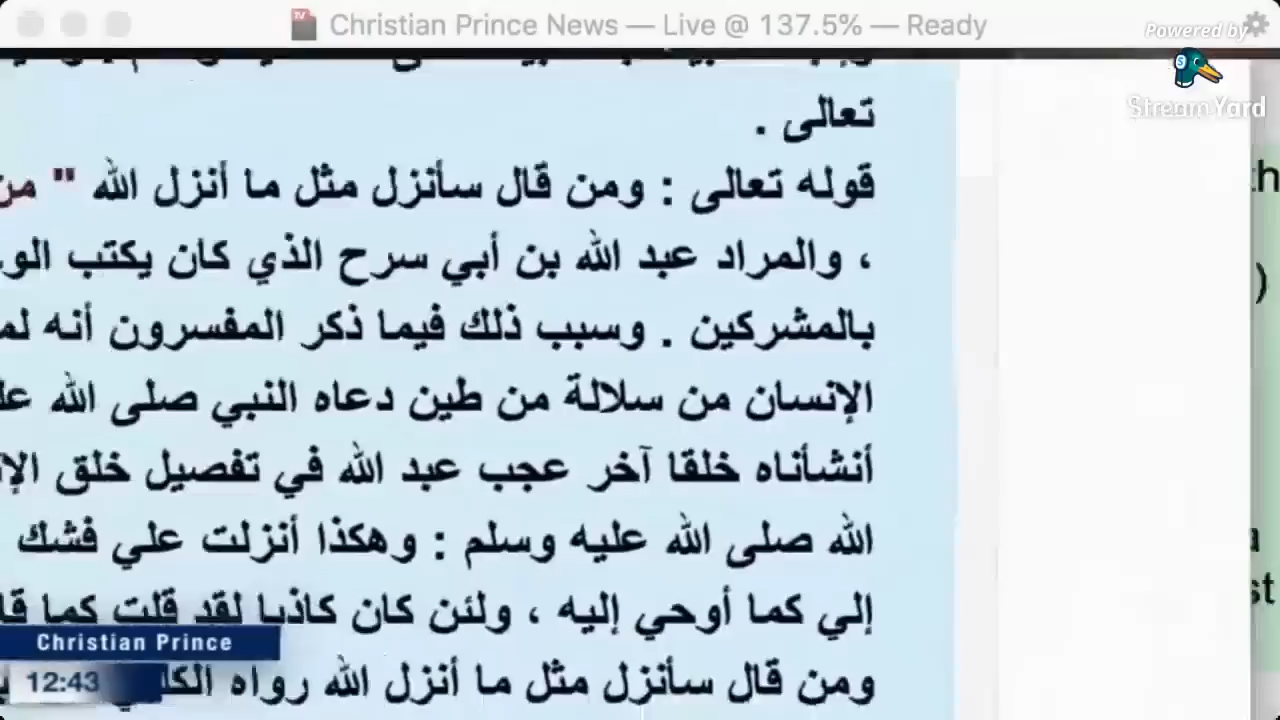 Christian Prince News — Live @ 137.5% — Ready
Powered by
StreamYard
تعالى .
قوله تعالى : ومن قال سأنزل مثل ما أنزل الله " من
، والمراد عبد الله بن أبي سرح الذي كان يكتب
بالمشركين . وسبب ذلك فيما ذكر المفسرون أنه
الإنسان من سلالة من طين دعاه النبي صلى الله
أنشأناه خلقا آخر عجب عبد الله في تفصيل خلق
الله صلى الله عليه وسلم : وهكذا أنزلت علي فشك
إلي كما أوحي إليه ، ولئن كان كاذبا لقد قلت كما
ومن قال سأنزل مثل ما أنزل الله رواه
Christian Prince
12:43